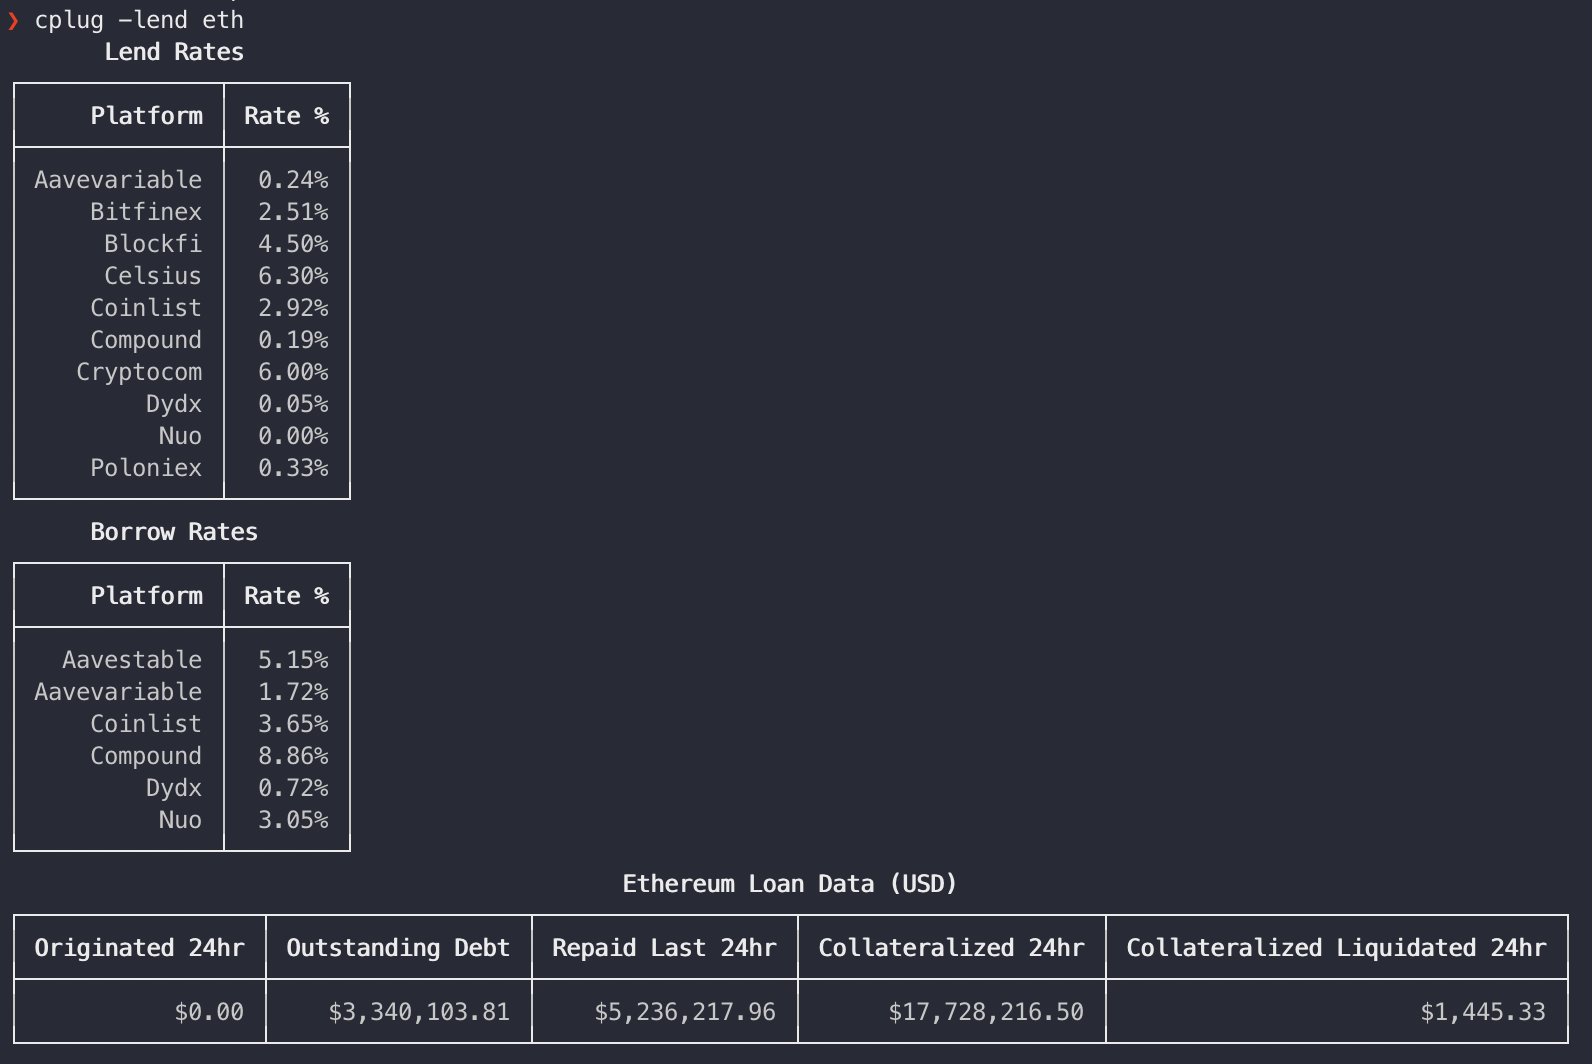 ❯ cplug -lend eth
Lend Rates
Platform Rate %
Aavevariable 0.24%
Bitfinex 2.51%
Blockfi 4.50%
Celsius 6.30%
Coinlist 2.92%
Compound 0.19%
Cryptocom 6.00%
Dydx 0.05%
Nuo 0.00%
Poloniex 0.33%
Borrow Rates
Platform Rate %
Aavestable 5.15%
Aavevariable 1.72%
Coinlist 3.65%
Compound 8.86%
Dydx 0.72%
Nuo 3.05%
Ethereum Loan Data (USD)
Originated 24hr Outstanding Debt Repaid Last 24hr Collateralized 24hr Collateralized Liquidated 24hr
$0.00 $3,340,103.81 $5,236,217.96 $17,728,216.50 $1,445.33